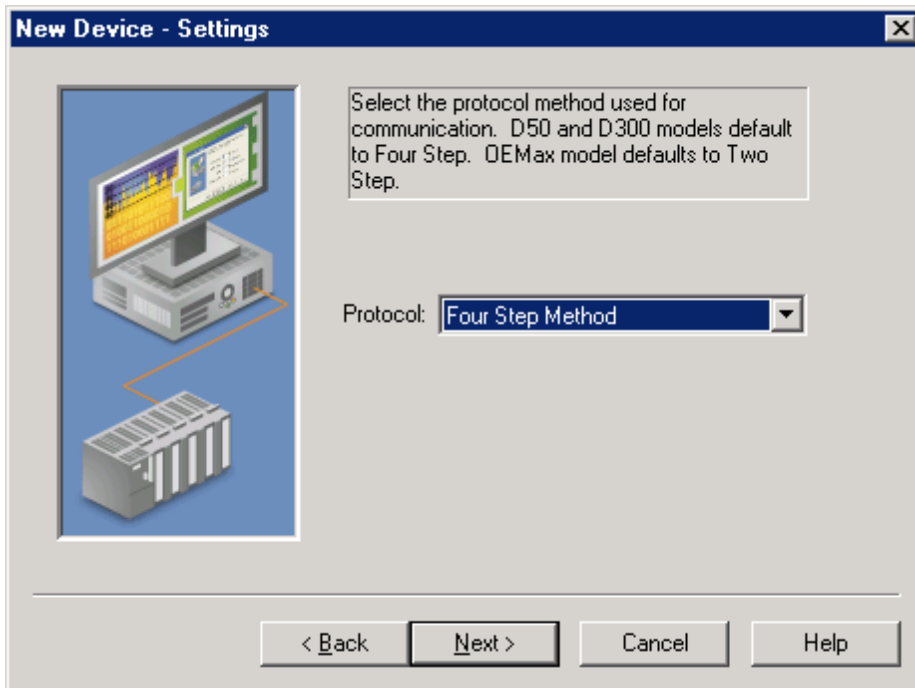 New Device - Settings
Select the protocol method used for
communication.  D50 and D300 models default
to Four Step.  OEMax model defaults to Two
Step.
Protocol: Four Step Method
< Back Next > Cancel Help